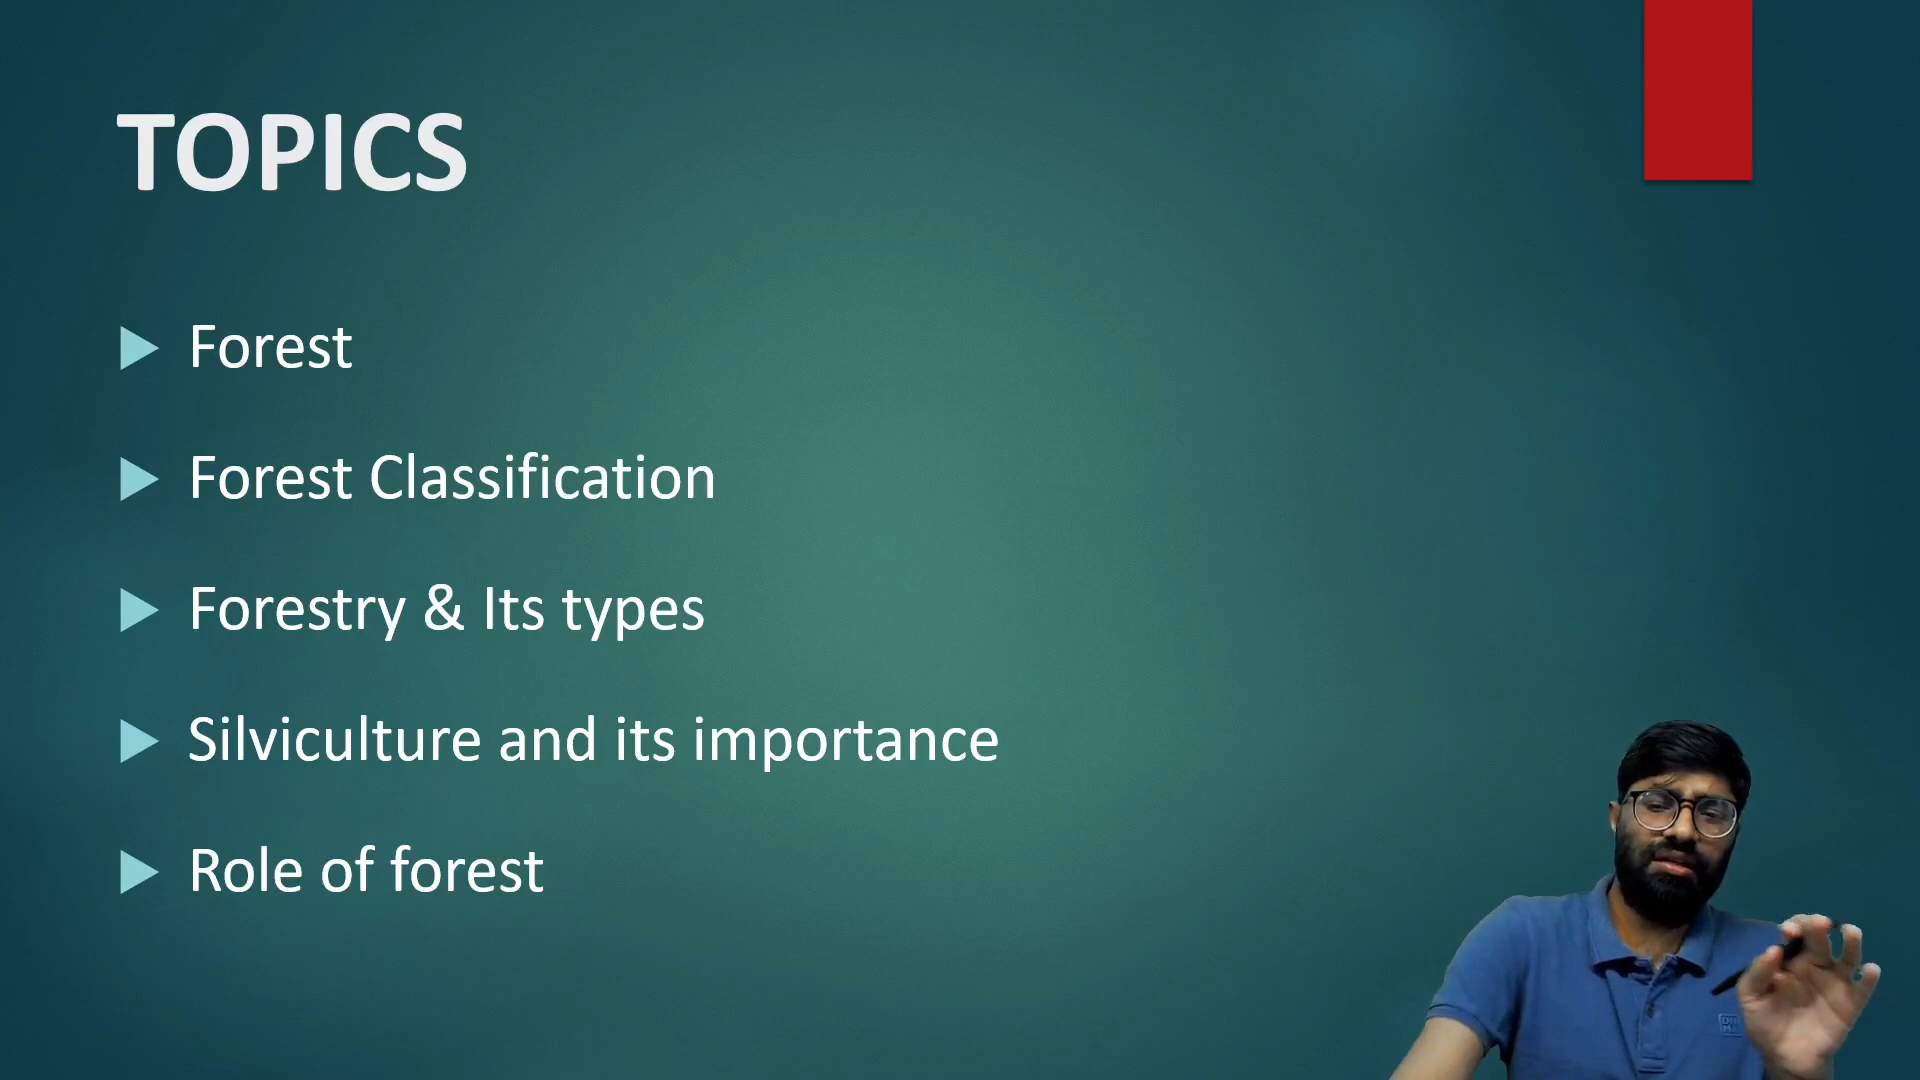 TOPICS
Forest
Forest Classification
Forestry & Its types
Silviculture and its importance
Role of forest